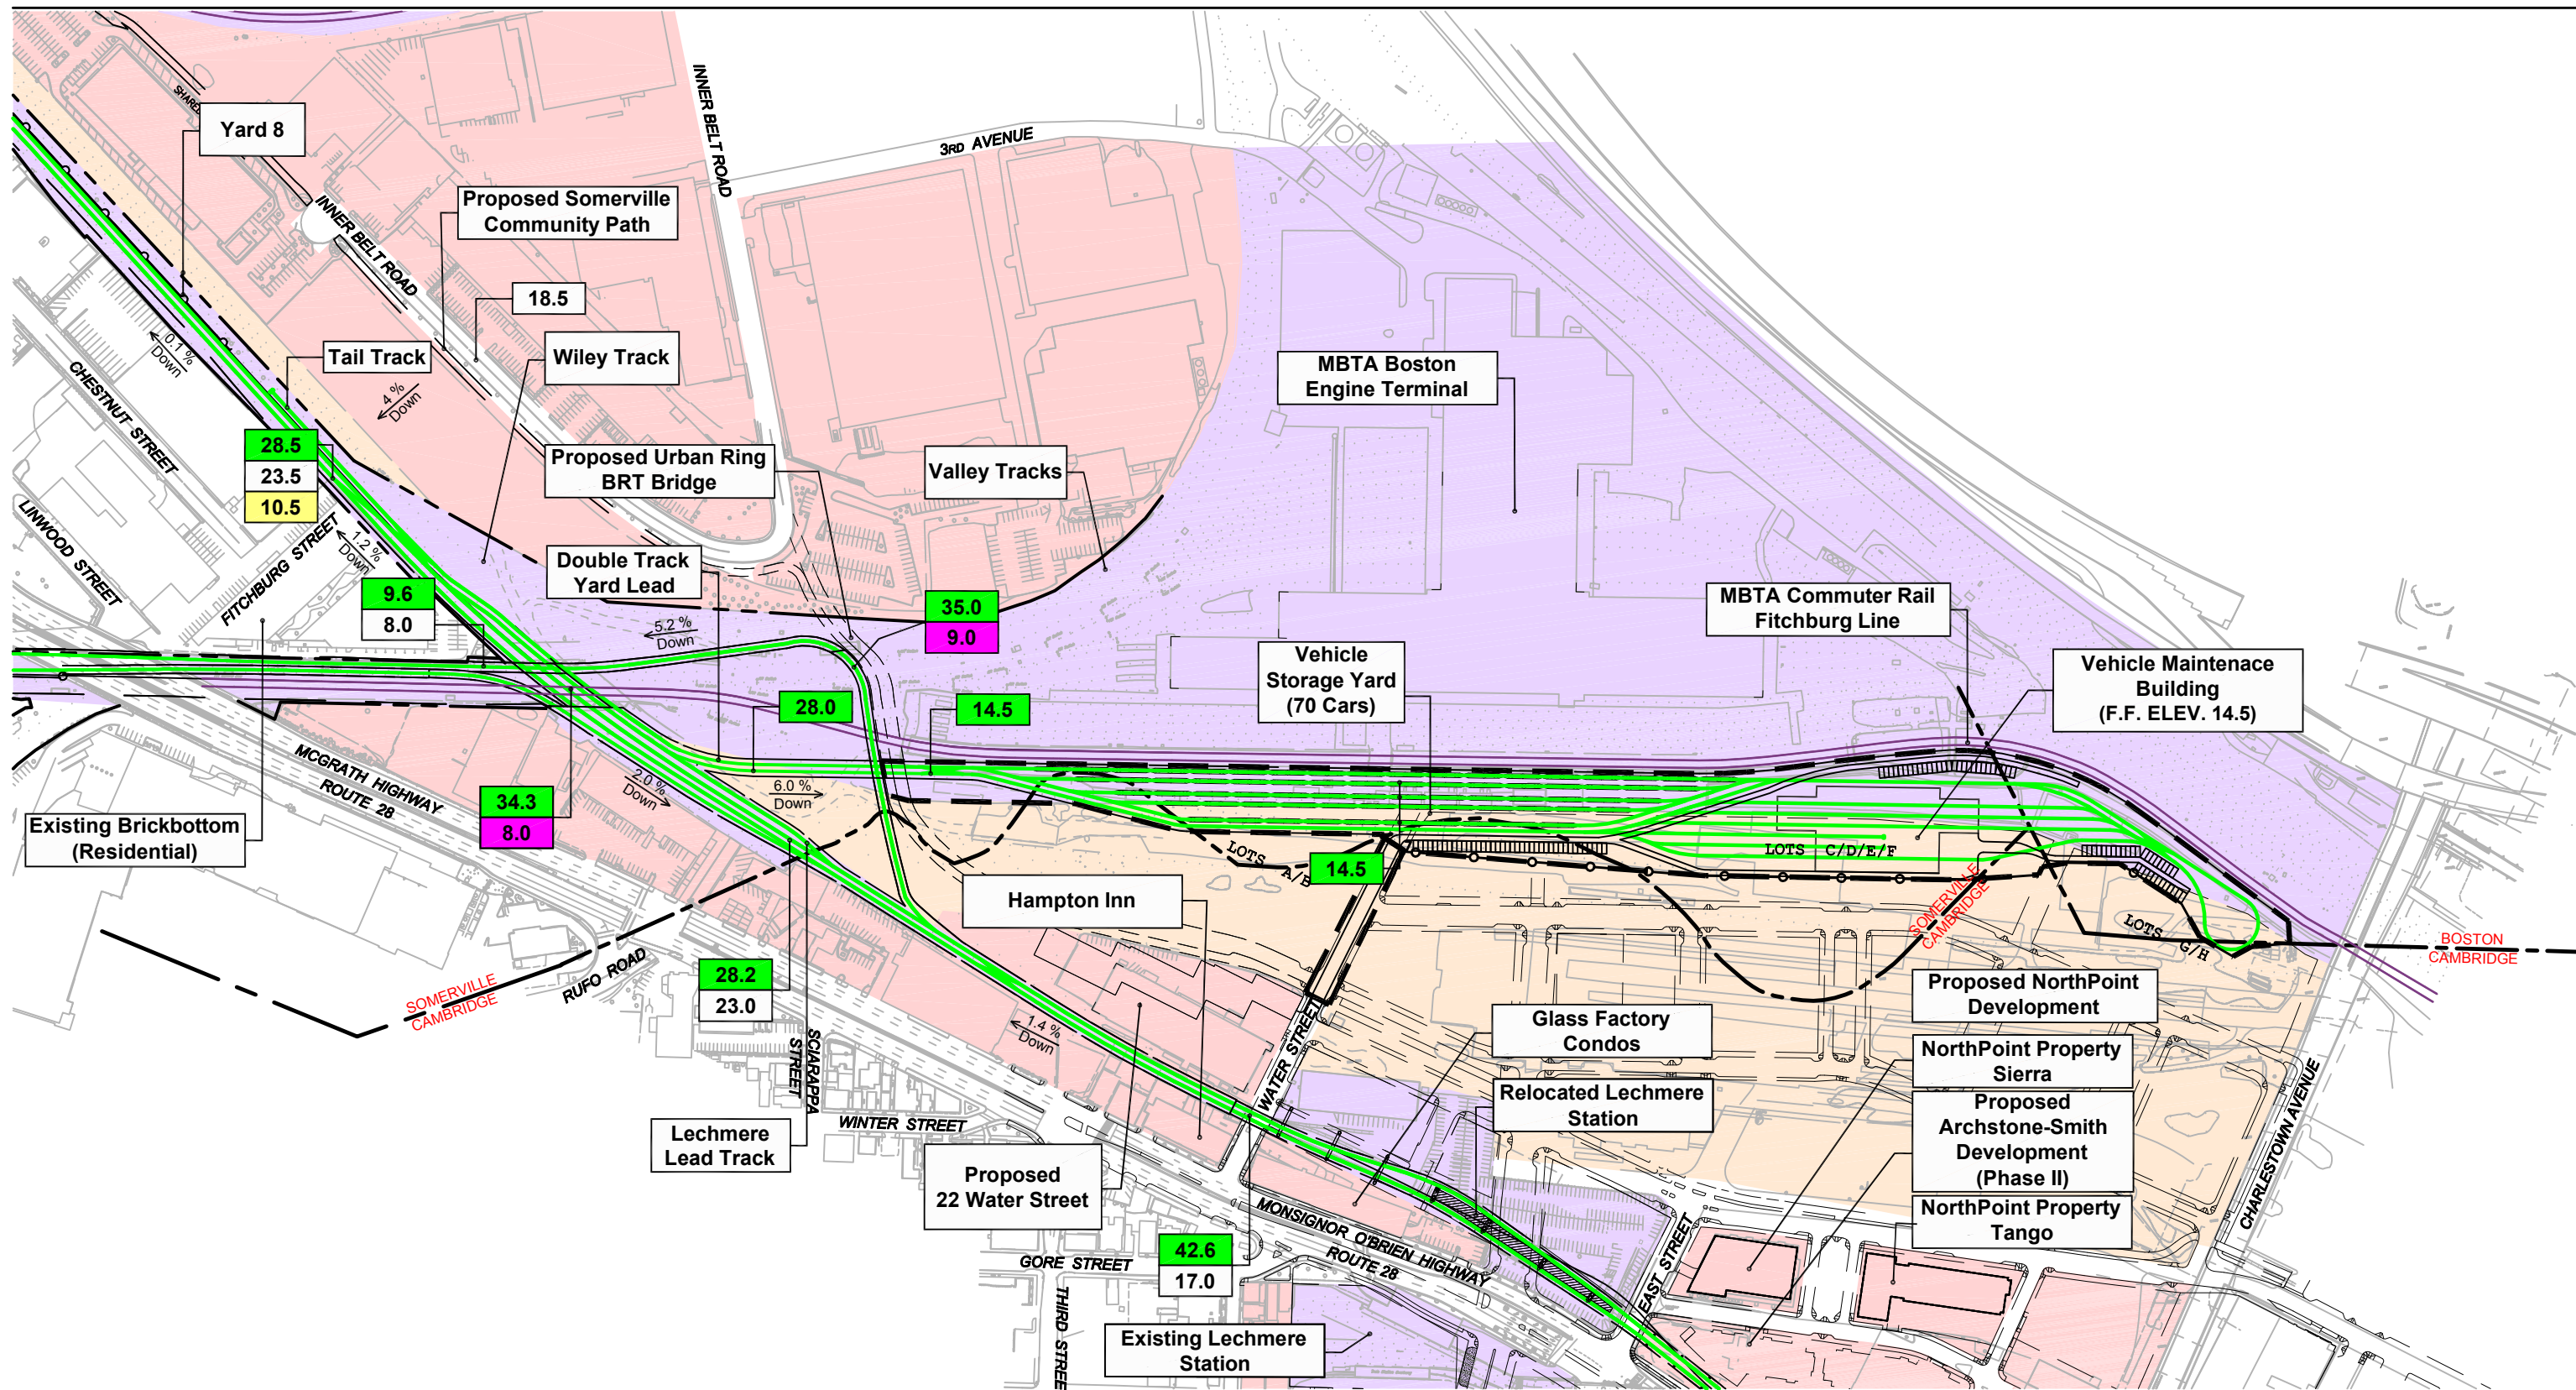 SHARED
Yard 8
INNER BELT ROAD
3RD AVENUE
Proposed Somerville
Community Path
INNER BELT ROAD
18.5
0.1 %
Down
Tail Track
Wiley Track
MBTA Boston
Engine Terminal
4 %
Down
CHESTNUT STREET
28.5
23.5
10.5
Proposed Urban Ring
BRT Bridge
Valley Tracks
LINWOOD STREET
FITCHBURG STREET
1.2 %
Down
Double Track
Yard Lead
9.6
8.0
35.0
9.0
MBTA Commuter Rail
Fitchburg Line
5.2 %
Down
Vehicle
Storage Yard
(70 Cars)
Vehicle Maintenace
Building
(F.F. ELEV. 14.5)
28.0
14.5
MCGRATH HIGHWAY
ROUTE 28
2.0 %
Down
6.0 %
Down
34.3
8.0
Existing Brickbottom
(Residential)
LOTS A/B
14.5
LOTS C/D/E/F
Hampton Inn
SOMERVILLE
CAMBRIDGE
LOTS G/H
BOSTON
CAMBRIDGE
RUFO ROAD
SOMERVILLE
CAMBRIDGE
28.2
23.0
Proposed NorthPoint
Development
Glass Factory
Condos
1.4 %
Down
WATER STREET
SCIARAPPA
STREET
NorthPoint Property
Sierra
Relocated Lechmere
Station
Proposed
Archstone-Smith
Development
(Phase II)
CHARLESTOWN AVENUE
WINTER STREET
Lechmere
Lead Track
Proposed
22 Water Street
NorthPoint Property
Tango
MONSIGNOR O'BRIEN HIGHWAY
ROUTE 28
EAST STREET
42.6
17.0
GORE STREET
THIRD STREET
Existing Lechmere
Station